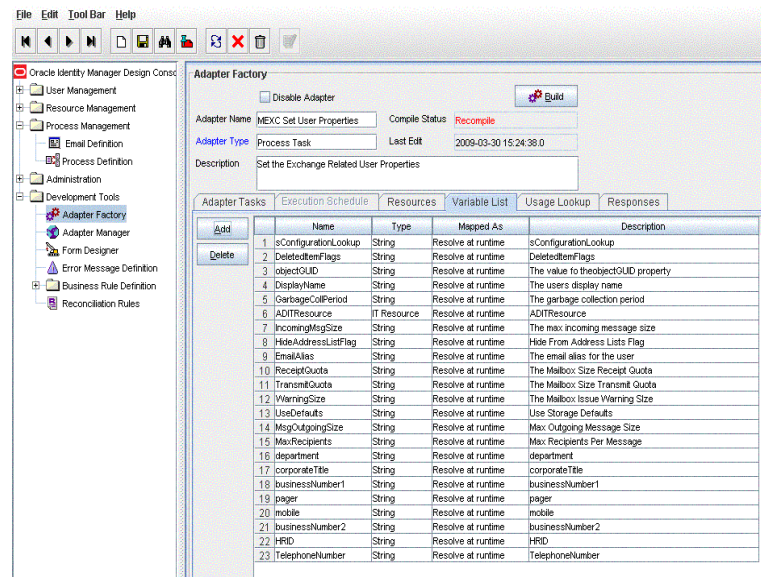 File Edit Tool Bar Help
Oracle Identity Manager Design Consc
User Management
Resource Management
Process Management
Email Definition
Process Definition
Administration
Development Tools
Adapter Factory
Adapter Manager
Form Designer
Error Message Definition
Business Rule Definition
Reconciliation Rules
Adapter Factory
Disable Adapter
Build
Adapter Name MEXC Set User Properties Compile Status Recompile
Adapter Type Process Task Last Edit 2009-03-30 15:24:38.0
Description Set the Exchange Related User Properties
Adapter Tasks Execution Schedule Resources Variable List Usage Lookup Responses
Add
Delete
Name Type Mapped As Description
1 sConfigurationLookup String Resolve at runtime sConfigurationLookup
2 DeletedItemFlags String Resolve at runtime DeletedItemFlags
3 objectGUID String Resolve at runtime The value fo theobjectGUID property
4 DisplayName String Resolve at runtime The users display name
5 GarbageCollPeriod String Resolve at runtime The garbage collection period
6 ADITResource IT Resource Resolve at runtime ADITResource
7 IncomingMsgSize String Resolve at runtime The max incoming message size
8 HideAddressListFlag String Resolve at runtime Hide From Address Lists Flag
9 EmailAlias String Resolve at runtime The email alias for the user
10 ReceiptQuota String Resolve at runtime The Mailbox Size Receipt Quota
11 TransmitQuota String Resolve at runtime The Mailbox Size Transmit Quota
12 WarningSize String Resolve at runtime The Mailbox Issue Warning SIze
13 UseDefaults String Resolve at runtime Use Storage Defaults
14 MsgOutgoingSize String Resolve at runtime Max Outgoing Message Size
15 MaxRecipients String Resolve at runtime Max Recipients Per Message
16 department String Resolve at runtime department
17 corporateTitle String Resolve at runtime corporateTitle
18 businessNumber1 String Resolve at runtime businessNumber1
19 pager String Resolve at runtime pager
20 mobile String Resolve at runtime mobile
21 businessNumber2 String Resolve at runtime businessNumber2
22 HRID String Resolve at runtime HRID
23 TelephoneNumber String Resolve at runtime TelephoneNumber